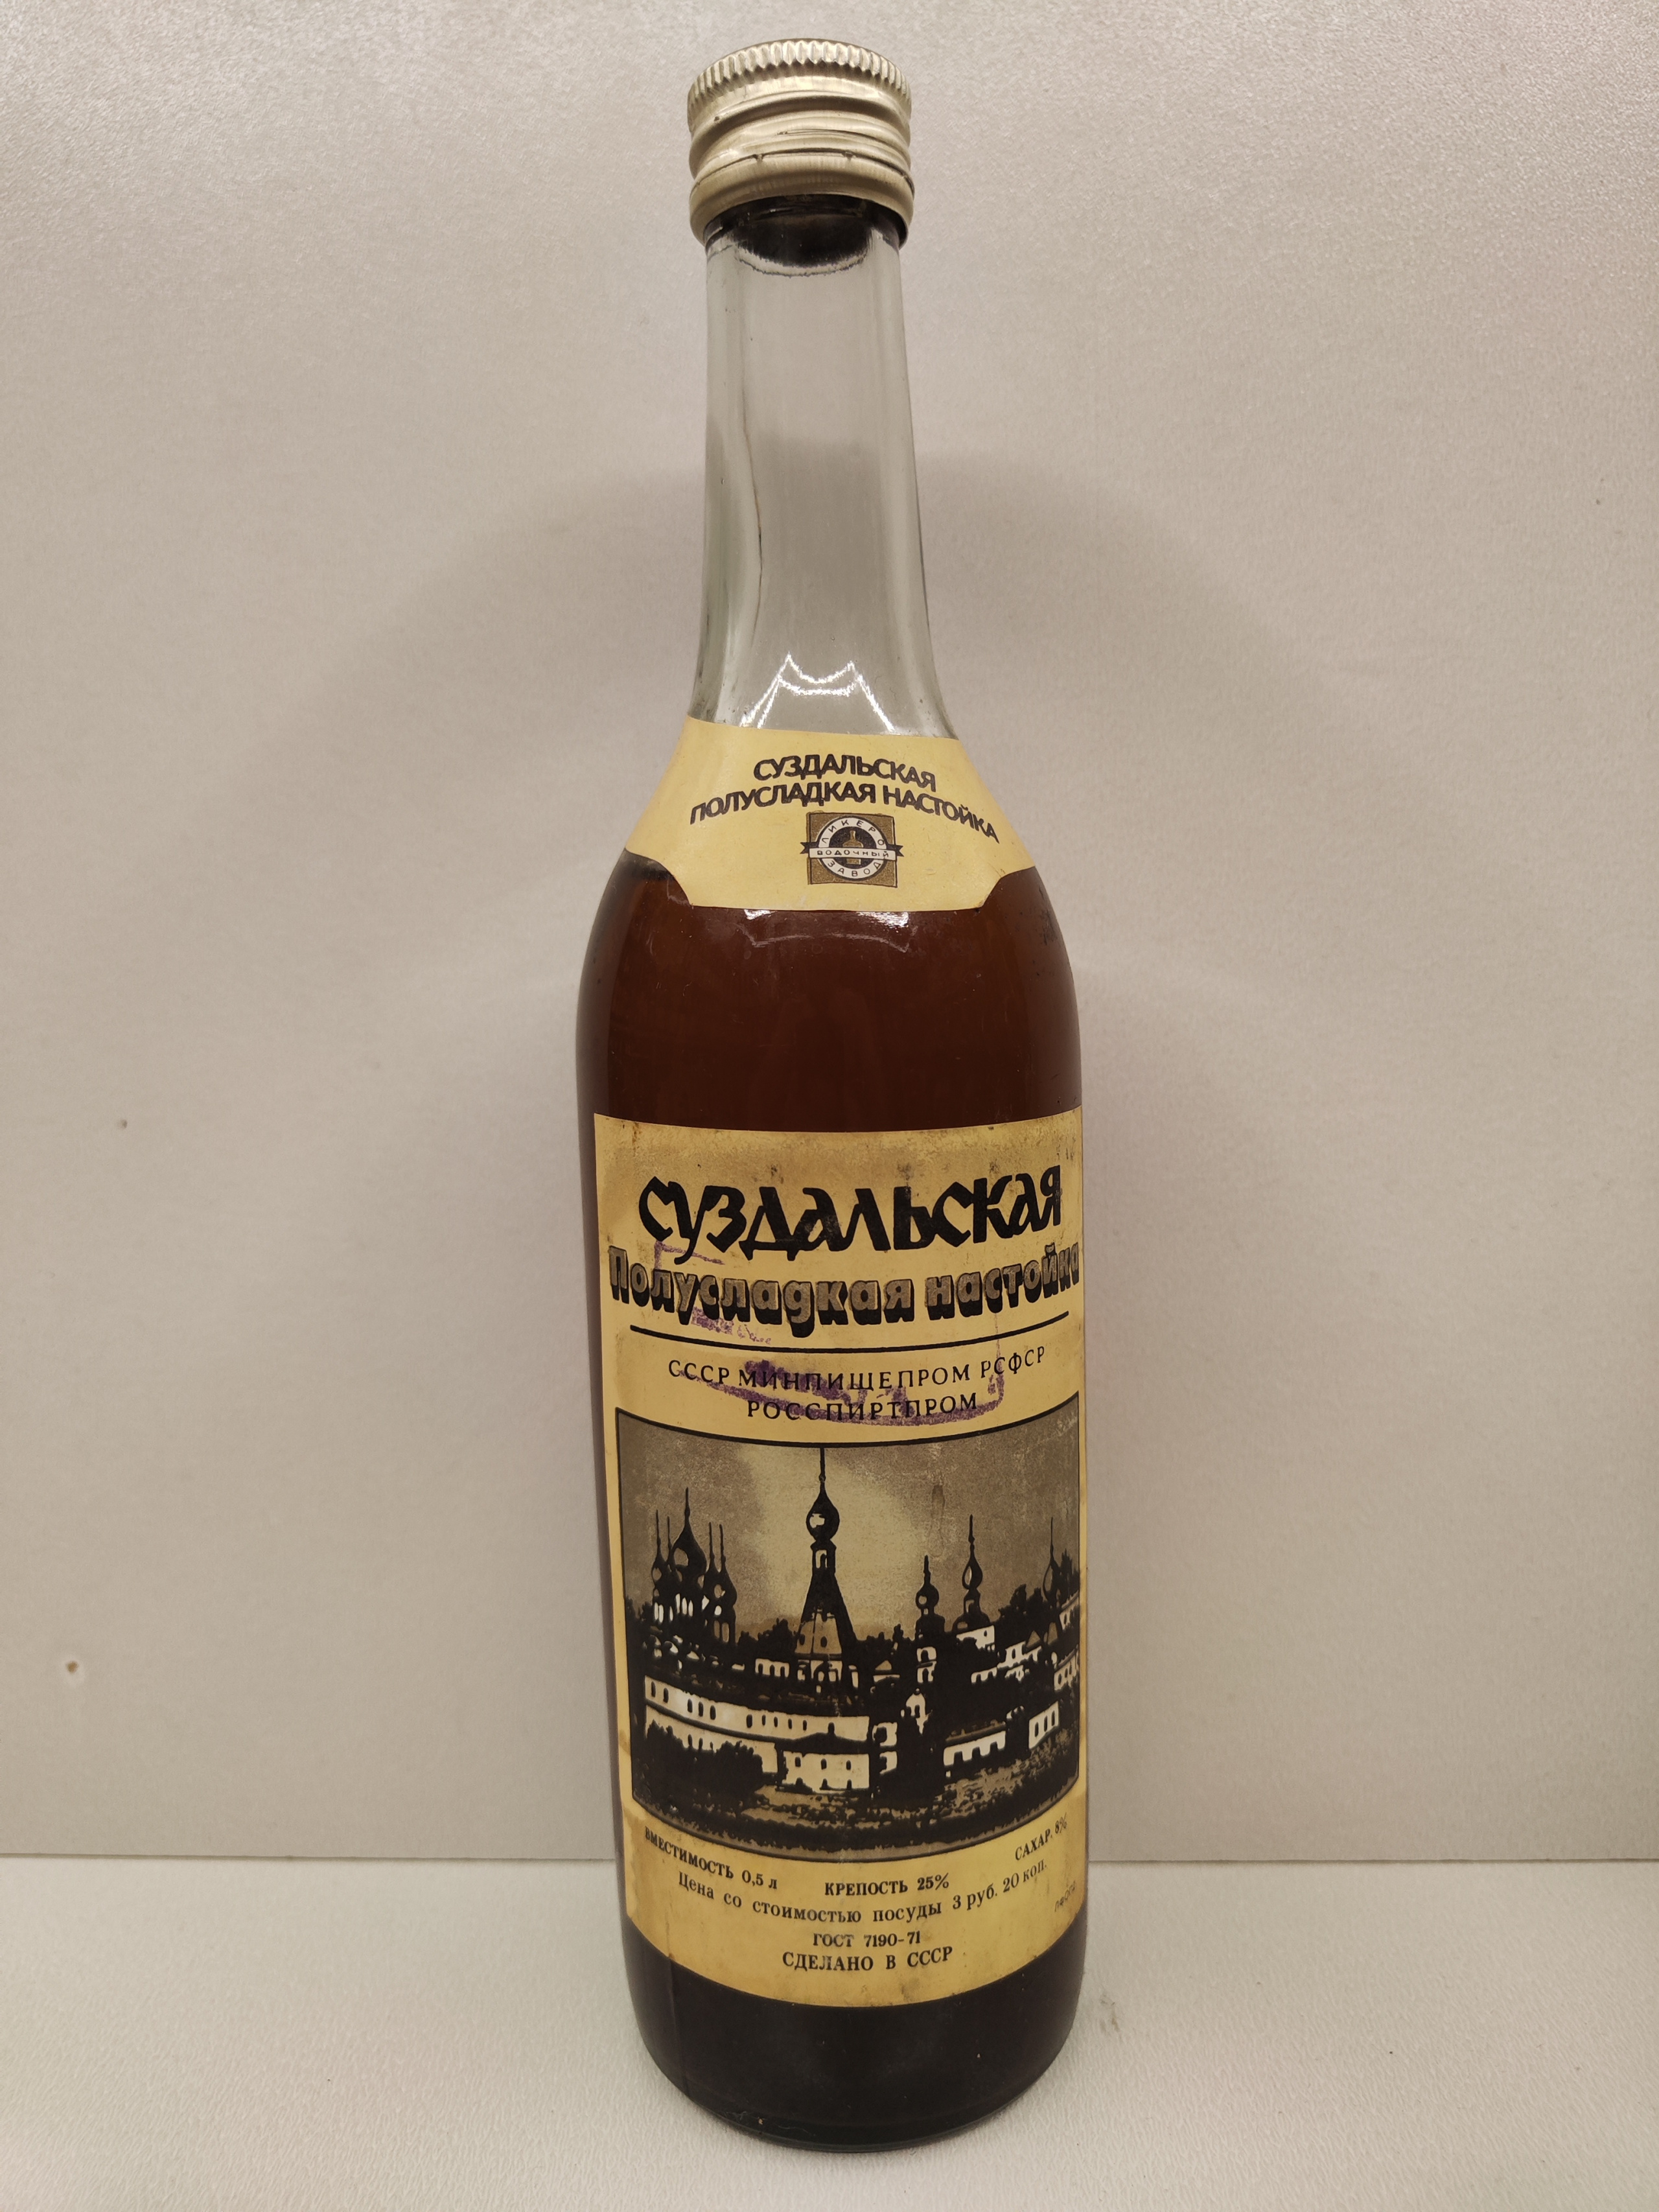 СУЗДАЛЬСКАЯ
ПОЛУСЛАДКАЯ НАСТОЙКА
ЛИКЕРО
ВОДОЧНЫЙ
ЗАВОД
СУЗДАЛЬСКАЯ
Полусладкая настойка
СССР МИНПИЩЕПРОМ РСФСР
РОССПИРТПРОМ
ВМЕСТИМОСТЬ 0,5 л КРЕПОСТЬ 25% САХАР. 8%
Цена со стоимостью посуды 3 руб. 20 коп.
ГОСТ 7190-71
СДЕЛАНО В СССР